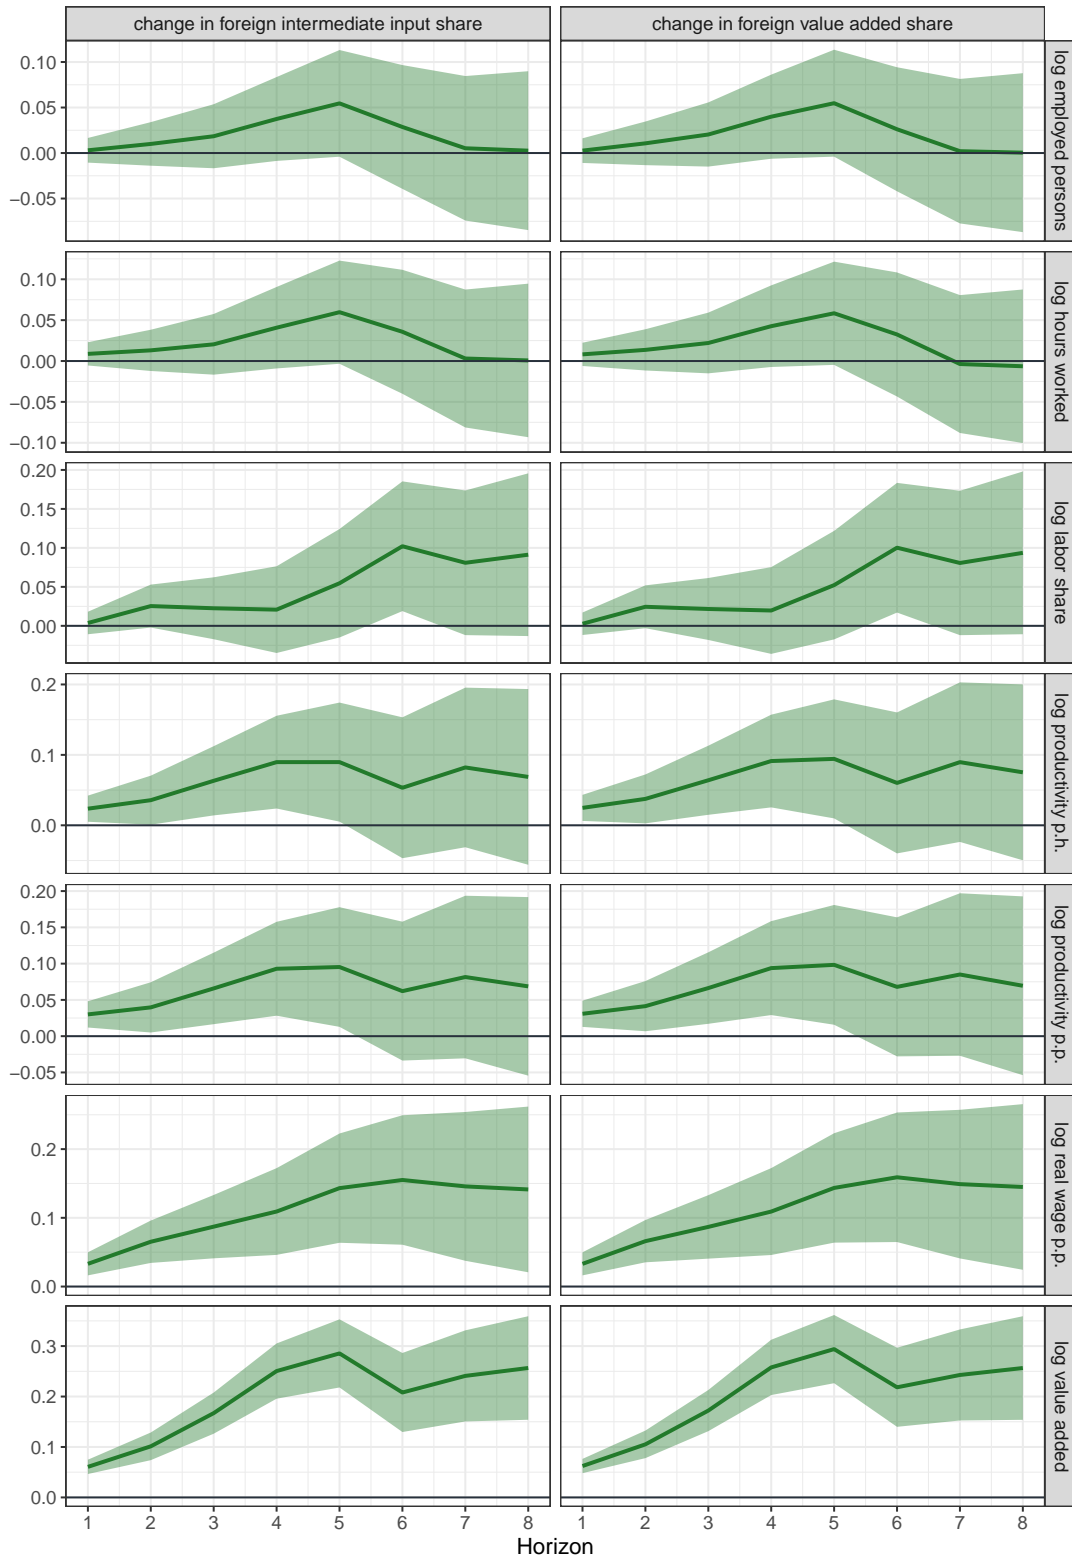 change in foreign intermediate input share
change in foreign value added share
0.10
0.05
0.00
−0.05
log employed persons
0.10
0.05
0.00
−0.05
−0.10
log hours worked
0.20
0.15
0.10
0.05
0.00
log labor share
0.2
0.1
0.0
log productivity p.h.
0.20
0.15
0.10
0.05
0.00
−0.05
log productivity p.p.
0.2
0.1
0.0
log real wage p.p.
0.3
0.2
0.1
0.0
log value added
1 2 3 4 5 6 7 8 1 2 3 4 5 6 7 8
Horizon